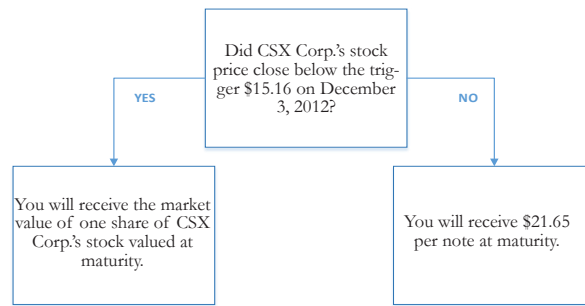 Did CSX Corp.'s stock
price close below the trig-
ger $15.16 on December
3, 2012?
YES
NO
You will receive the market
value of one share of CSX
Corp.'s stock valued at
maturity.
You will receive $21.65
per note at maturity.